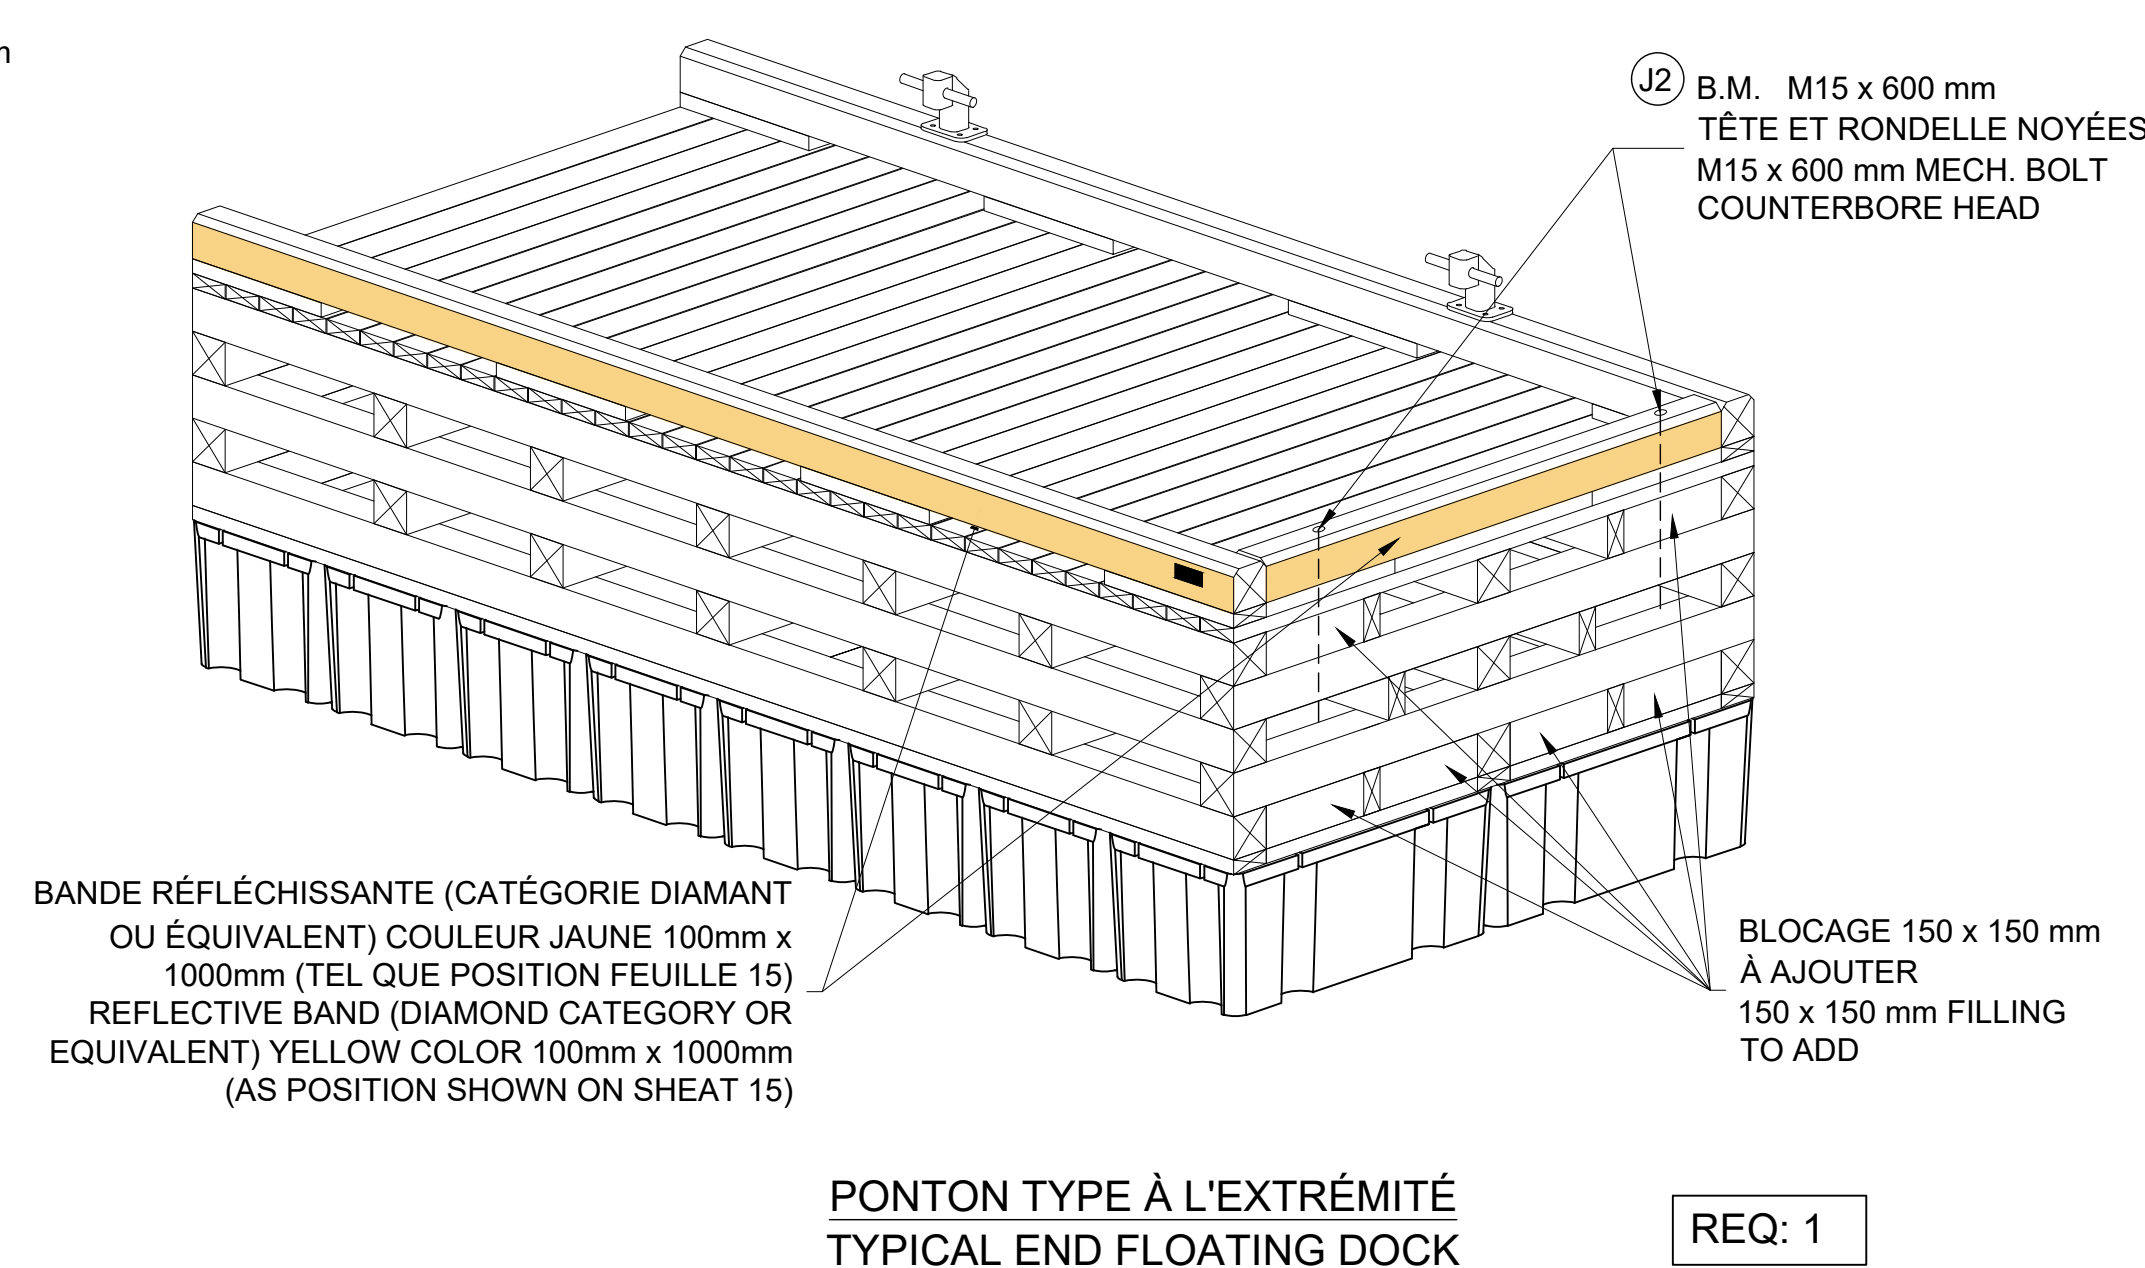 m
J2
B.M. M15 x 600 mm
TÊTE ET RONDELLE NOYÉES
M15 x 600 mm MECH. BOLT
COUNTERBORE HEAD
BANDE RÉFLÉCHISSANTE (CATÉGORIE DIAMANT
OU ÉQUIVALENT) COULEUR JAUNE 100mm x
1000mm (TEL QUE POSITION FEUILLE 15)
REFLECTIVE BAND (DIAMOND CATEGORY OR
EQUIVALENT) YELLOW COLOR 100mm x 1000mm
(AS POSITION SHOWN ON SHEAT 15)
BLOCAGE 150 x 150 mm
À AJOUTER
150 x 150 mm FILLING
TO ADD
PONTON TYPE À L'EXTRÉMITÉ
TYPICAL END FLOATING DOCK
REQ: 1